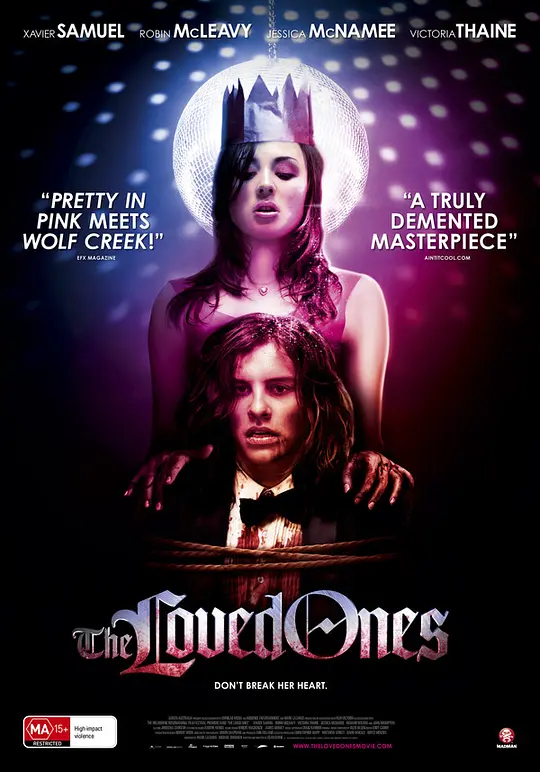 XAVIER SAMUEL ROBIN McLEAVY JESSICA McNAMEE VICTORIA THAINE
"PRETTY IN
PINK MEETS
WOLF CREEK!"
EFX MAGAZINE
"A TRULY
DEMENTED
MASTERPIECE"
AINTITCOOL.COM
The Loved Ones
DON'T BREAK HER HEART.
MA 15+
RESTRICTED
High impact
violence
WWW.THELOVEDONESMOVIE.COM
MADMAN